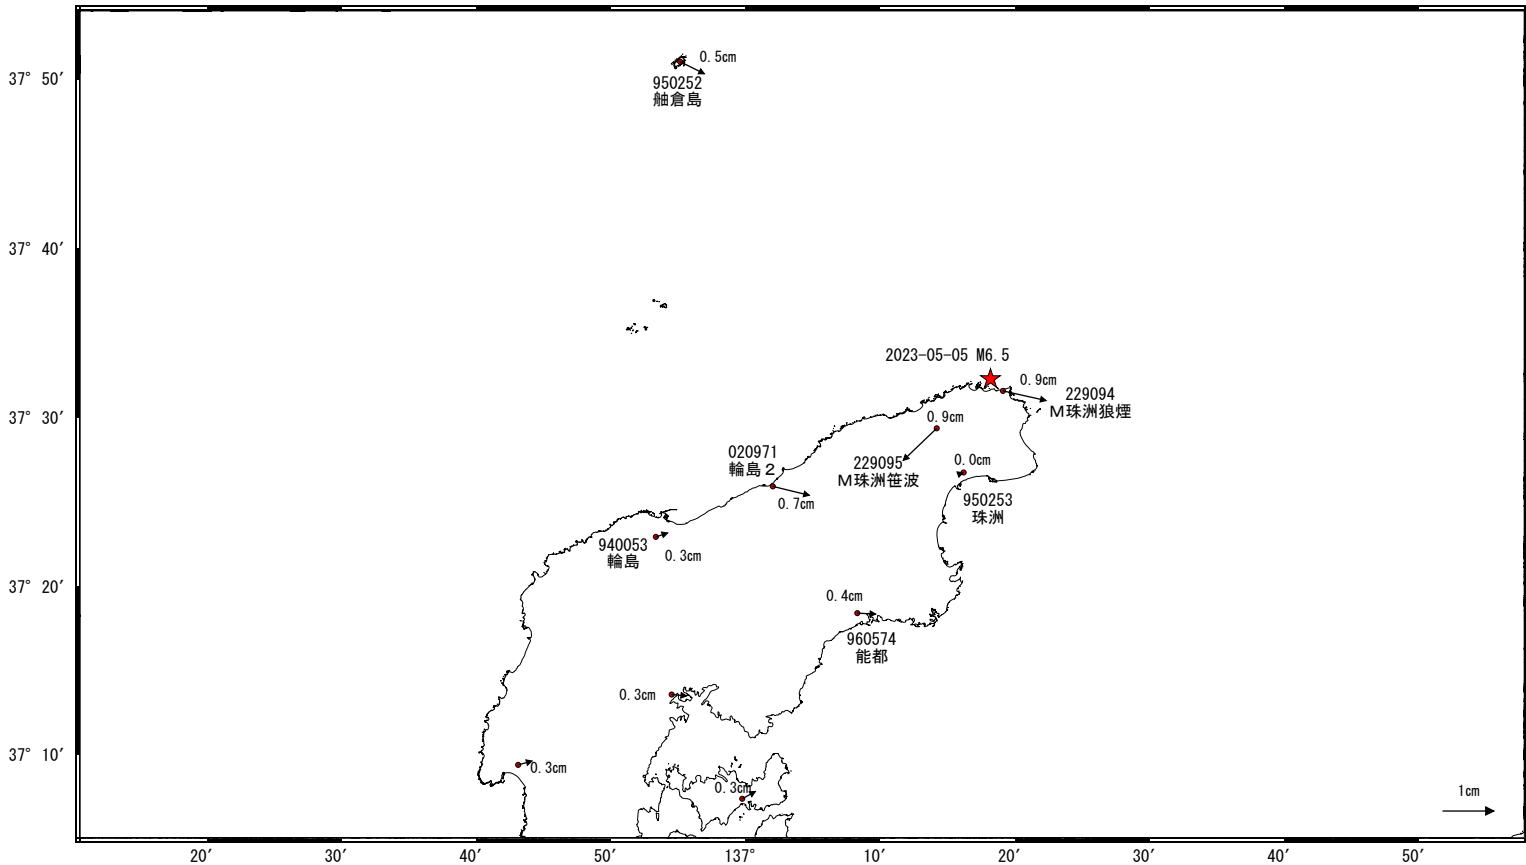 0.5cm
37° 50′
950252
舳倉島
37° 40′
2023-05-05 M6.5
0.9cm
229094
M珠洲狼煙
37° 30′
0.9cm
020971
輪島２
229095
M珠洲笹波
0.0cm
0.7cm
950253
珠洲
940053
輪島
0.3cm
37° 20′
0.4cm
960574
能都
0.3cm
37° 10′
0.3cm
0.3cm
1cm
20′
30′
40′
50′
137°
10′
20′
30′
40′
50′